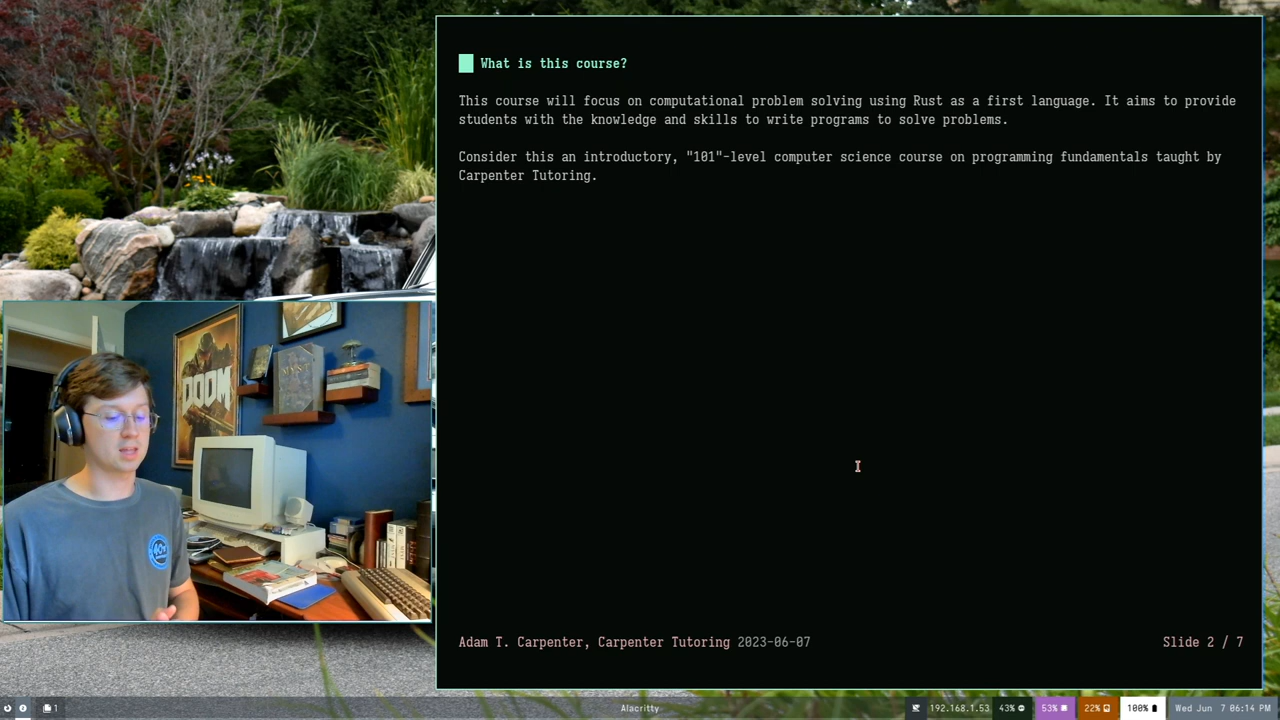 What is this course?
This course will focus on computational problem solving using Rust as a first language. It aims to provide
students with the knowledge and skills to write programs to solve problems.
Consider this an introductory, "101"-level computer science course on programming fundamentals taught by
Carpenter Tutoring.
DOOM
MYST
Adam T. Carpenter, Carpenter Tutoring 2023-06-07
Slide 2 / 7
1
Alacritty
192.168.1.53
43%
53%
22%
100%
Wed Jun 7 06:14 PM